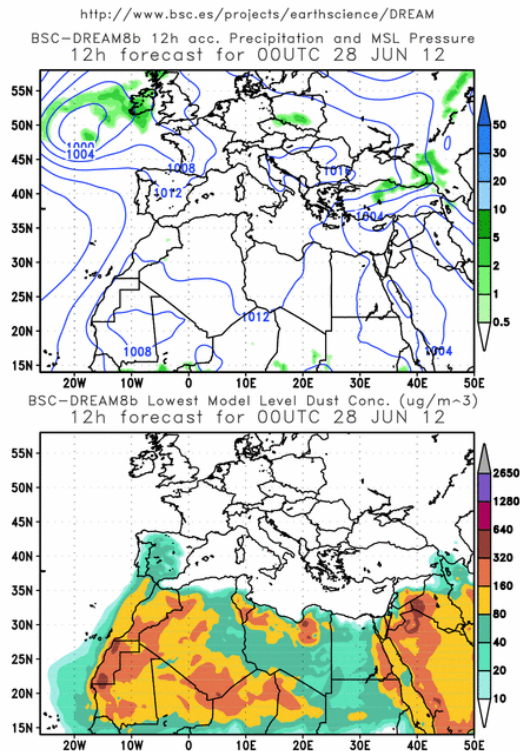 http://www.bsc.es/projects/earthscience/DREAM
BSC-DREAM8b 12h acc. Precipitation and MSL Pressure
12h forecast for 00UTC 28 JUN 12
55N
50N
45N
40N
35N
30N
25N
20N
15N
20W 10W 0 10E 20E 30E 40E 50E
1000
1004
1008
1012
1016
1004
1012
1008
1004
0
50
30
20
10
5
2
1
0.5
BSC-DREAM8b Lowest Model Level Dust Conc. (ug/m^3)
12h forecast for 00UTC 28 JUN 12
55N
50N
45N
40N
35N
30N
25N
20N
15N
20W 10W 0 10E 20E 30E 40E 50E
2650
1280
640
320
160
80
40
20
10